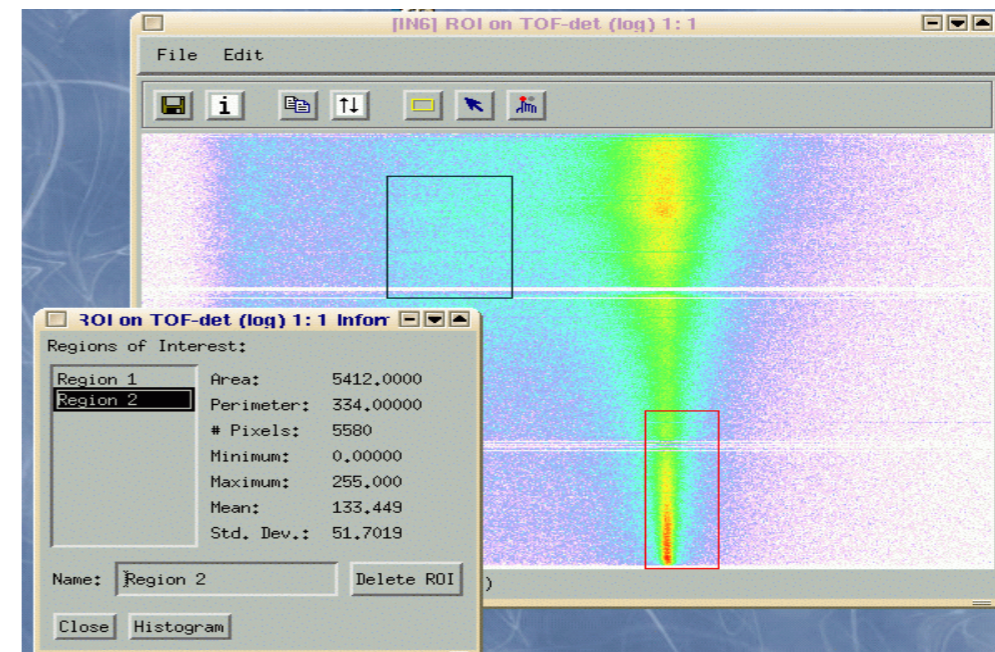 [IN6] ROI on TOF-det (log) 1: 1
File Edit
i
ROI on TOF-det (log) 1: 1 Inforr
Regions of Interest:
Region 1
Region 2
Area: 5412.0000
Perimeter: 334.00000
# Pixels: 5580
Minimum: 0.00000
Maximum: 255.000
Mean: 133.449
Std. Dev.: 51.7019
Name: Region 2
Delete ROI
)
Close Histogram